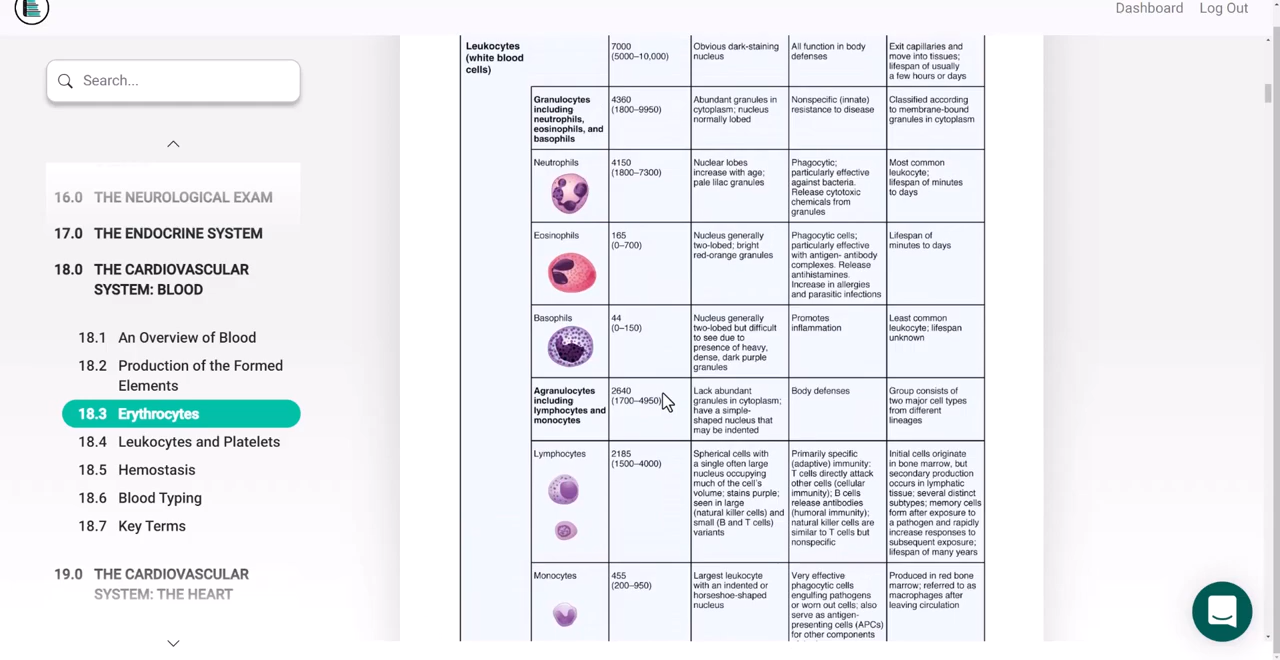 Dashboard Log Out
Search...
16.0 THE NEUROLOGICAL EXAM
17.0 THE ENDOCRINE SYSTEM
18.0 THE CARDIOVASCULAR
SYSTEM: BLOOD
18.1 An Overview of Blood
18.2 Production of the Formed
Elements
18.3 Erythrocytes
18.4 Leukocytes and Platelets
18.5 Hemostasis
18.6 Blood Typing
18.7 Key Terms
19.0 THE CARDIOVASCULAR
SYSTEM: THE HEART
Leukocytes
(white blood
cells)
7000
(5000–10,000)
Obvious dark-staining
nucleus
All function in body
defenses
Exit capillaries and
move into tissues;
lifespan of usually
a few hours or days
Granulocytes
including
neutrophils,
eosinophils, and
basophils
4360
(1800–9950)
Abundant granules in
cytoplasm; nucleus
normally lobed
Nonspecific (innate)
resistance to disease
Classified according
to membrane-bound
granules in cytoplasm
Neutrophils
4150
(1800–7300)
Nuclear lobes
increase with age;
pale lilac granules
Phagocytic;
particularly effective
against bacteria.
Release cytotoxic
chemicals from
granules
Most common
leukocyte;
lifespan of minutes
to days
Eosinophils
165
(0–700)
Nucleus generally
two-lobed; bright
red-orange granules
Phagocytic cells;
particularly effective
with antigen- antibody
complexes. Release
antihistamines.
Increase in allergies
and parasitic infections
Lifespan of
minutes to days
Basophils
44
(0–150)
Nucleus generally
two-lobed but difficult
to see due to
presence of heavy,
dense, dark purple
granules
Promotes
inflammation
Least common
leukocyte; lifespan
unknown
Agranulocytes
including
lymphocytes and
monocytes
2640
(1700–4950)
Lack abundant
granules in cytoplasm;
have a simple-
shaped nucleus that
may be indented
Body defenses
Group consists of
two major cell types
from different
lineages
Lymphocytes
2185
(1500–4000)
Spherical cells with
a single often large
nucleus occupying
much of the cell's
volume; stains purple;
seen in large
(natural killer cells) and
small (B and T cells)
variants
Primarily specific
(adaptive) immunity:
T cells directly attack
other cells (cellular
immunity); B cells
release antibodies
(humoral immunity);
natural killer cells are
similar to T cells but
nonspecific
Initial cells originate
in bone marrow, but
secondary production
occurs in lymphatic
tissue; several distinct
subtypes; memory cells
form after exposure to
a pathogen and rapidly
increase responses to
subsequent exposure;
lifespan of many years
Monocytes
455
(200–950)
Largest leukocyte
with an indented or
horseshoe-shaped
nucleus
Very effective
phagocytic cells
engulfing pathogens
or worn out cells; also
serve as antigen-
presenting cells (APCs)
for other components
Produced in red bone
marrow; referred to as
macrophages after
leaving circulation